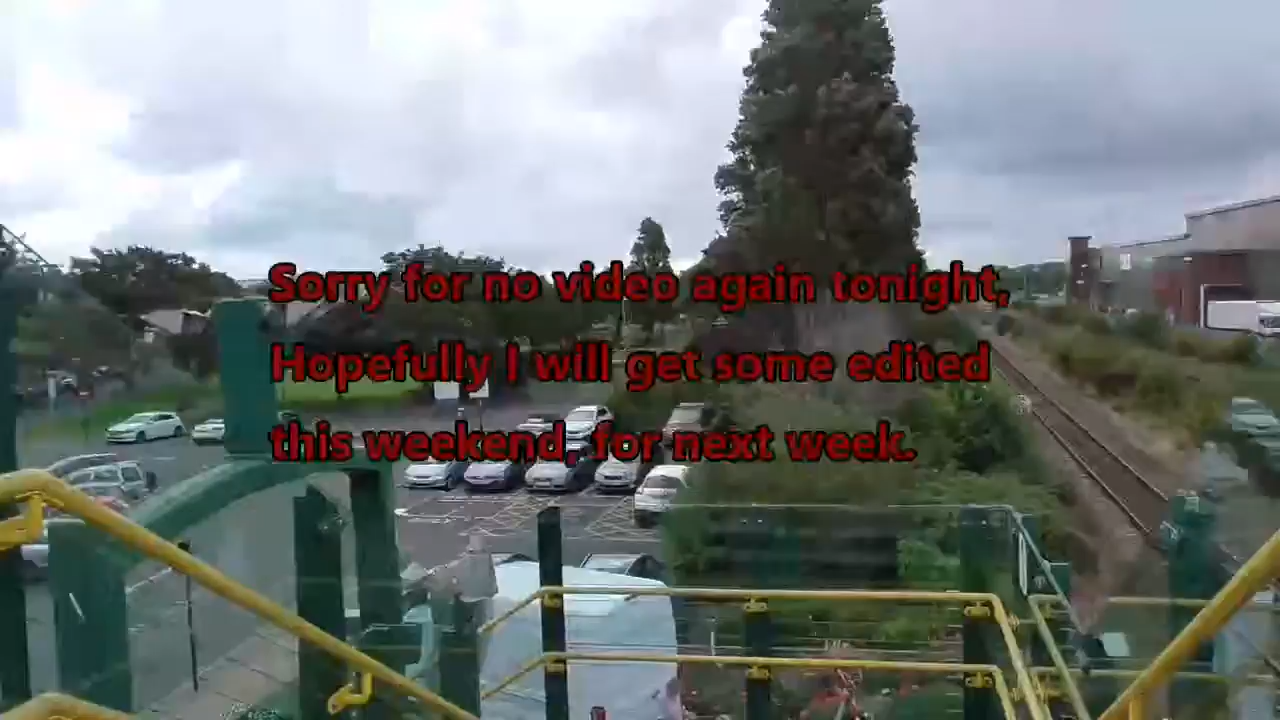 Sorry for no video again tonight,
Hopefully I will get some edited
this weekend, for next week.